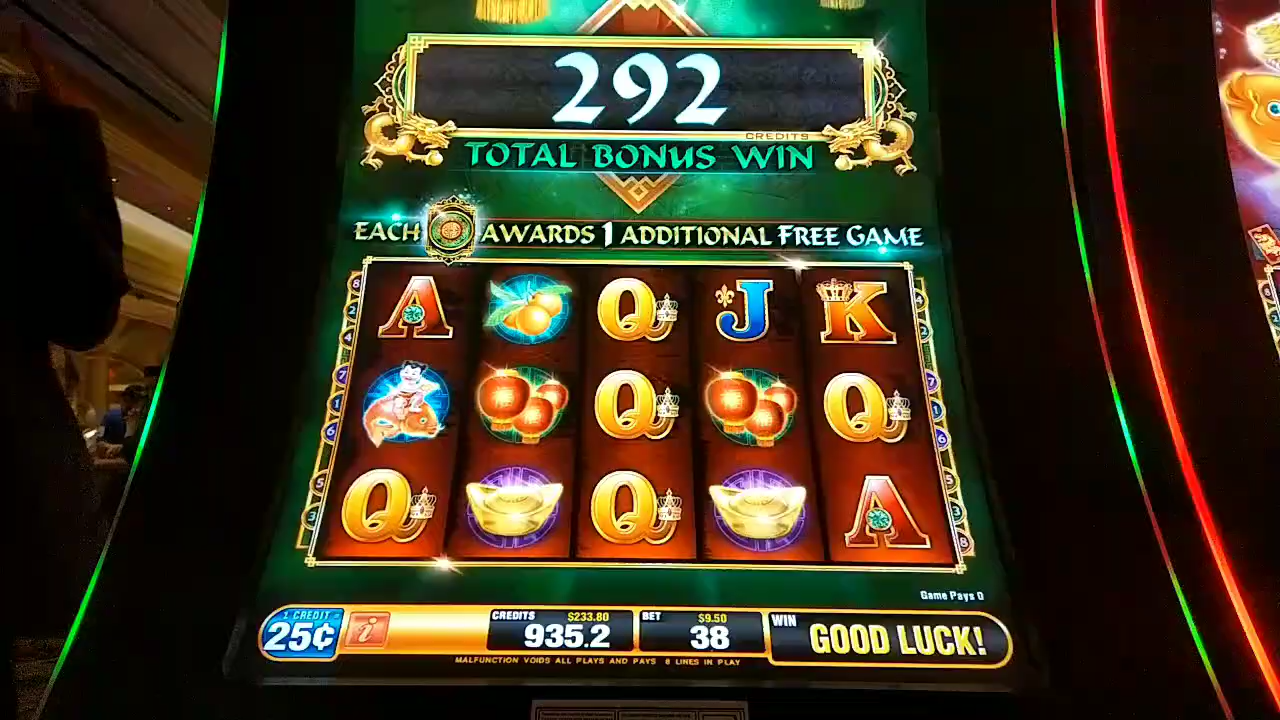 292
CREDITS
TOTAL BONUS WIN
EACH AWARDS 1 ADDITIONAL FREE GAME
A Q J K
Q Q
Q Q A
Game Pays 0
1 CREDIT =
25¢
i
CREDITS $233.80
935.2
BET $9.50
38
WIN
GOOD LUCK!
MALFUNCTION VOIDS ALL PLAYS AND PAYS 8 LINES IN PLAY